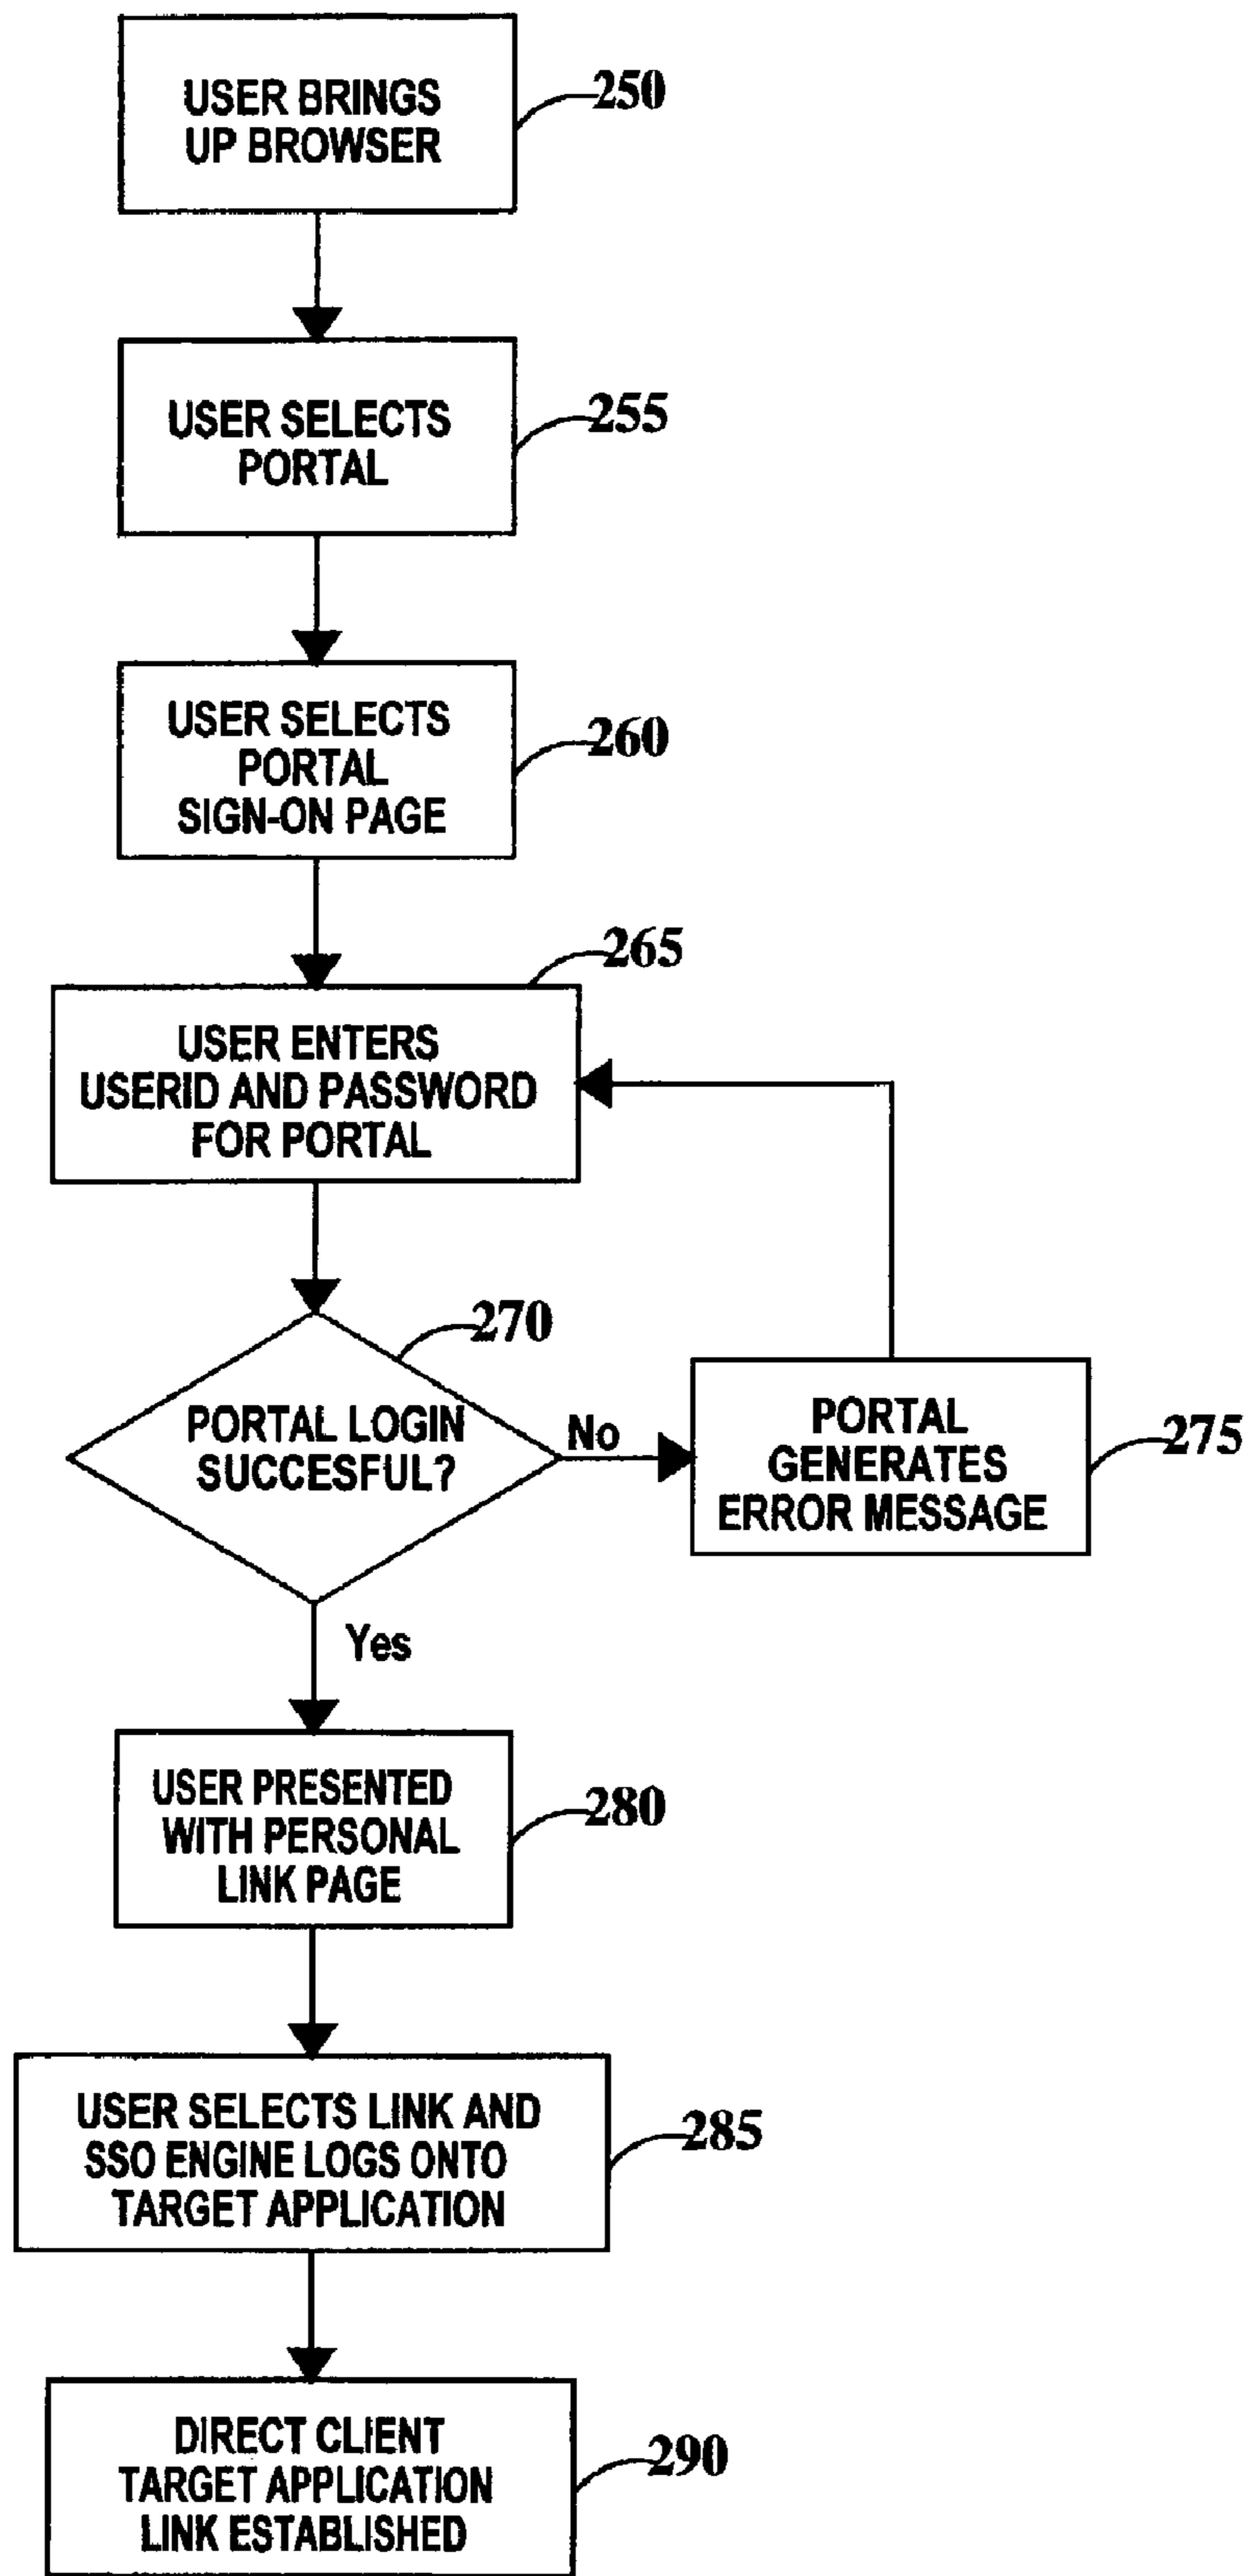 USER BRINGS
UP BROWSER
250
USER SELECTS
PORTAL
255
USER SELECTS
PORTAL
SIGN-ON PAGE
260
265
USER ENTERS
USERID AND PASSWORD
FOR PORTAL
270
PORTAL LOGIN
SUCCESFUL?
No
PORTAL
GENERATES
ERROR MESSAGE
275
Yes
USER PRESENTED
WITH PERSONAL
LINK PAGE
280
USER SELECTS LINK AND
SSO ENGINE LOGS ONTO
TARGET APPLICATION
285
DIRECT CLIENT
TARGET APPLICATION
LINK ESTABLISHED
290